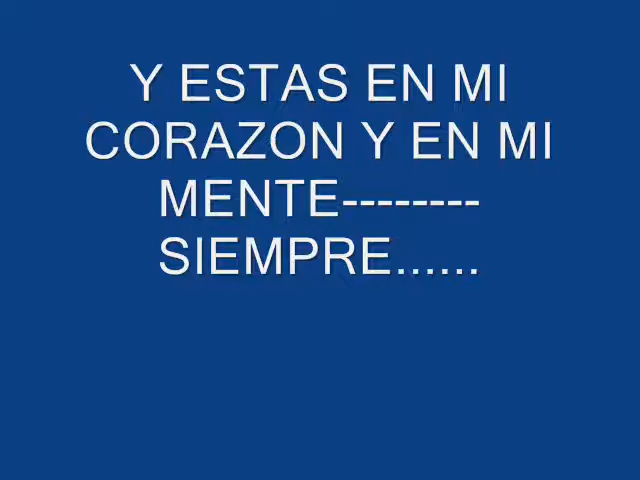 Y ESTAS EN MI
CORAZON Y EN MI
MENTE--------
SIEMPRE......